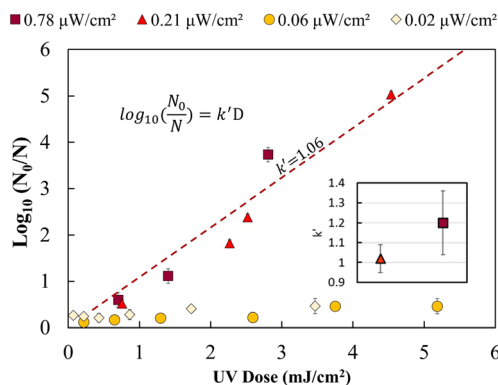 0.78 µW/cm² 0.21 µW/cm² 0.06 µW/cm² 0.02 µW/cm²
6
5
4
3
2
1
0
Log₁₀ (N₀/N)
log₁₀(N₀/N) = k′D
k′=1.06
1.4
1.3
1.2
1.1
1
0.9
k'
0 1 2 3 4 5 6
UV Dose (mJ/cm²)